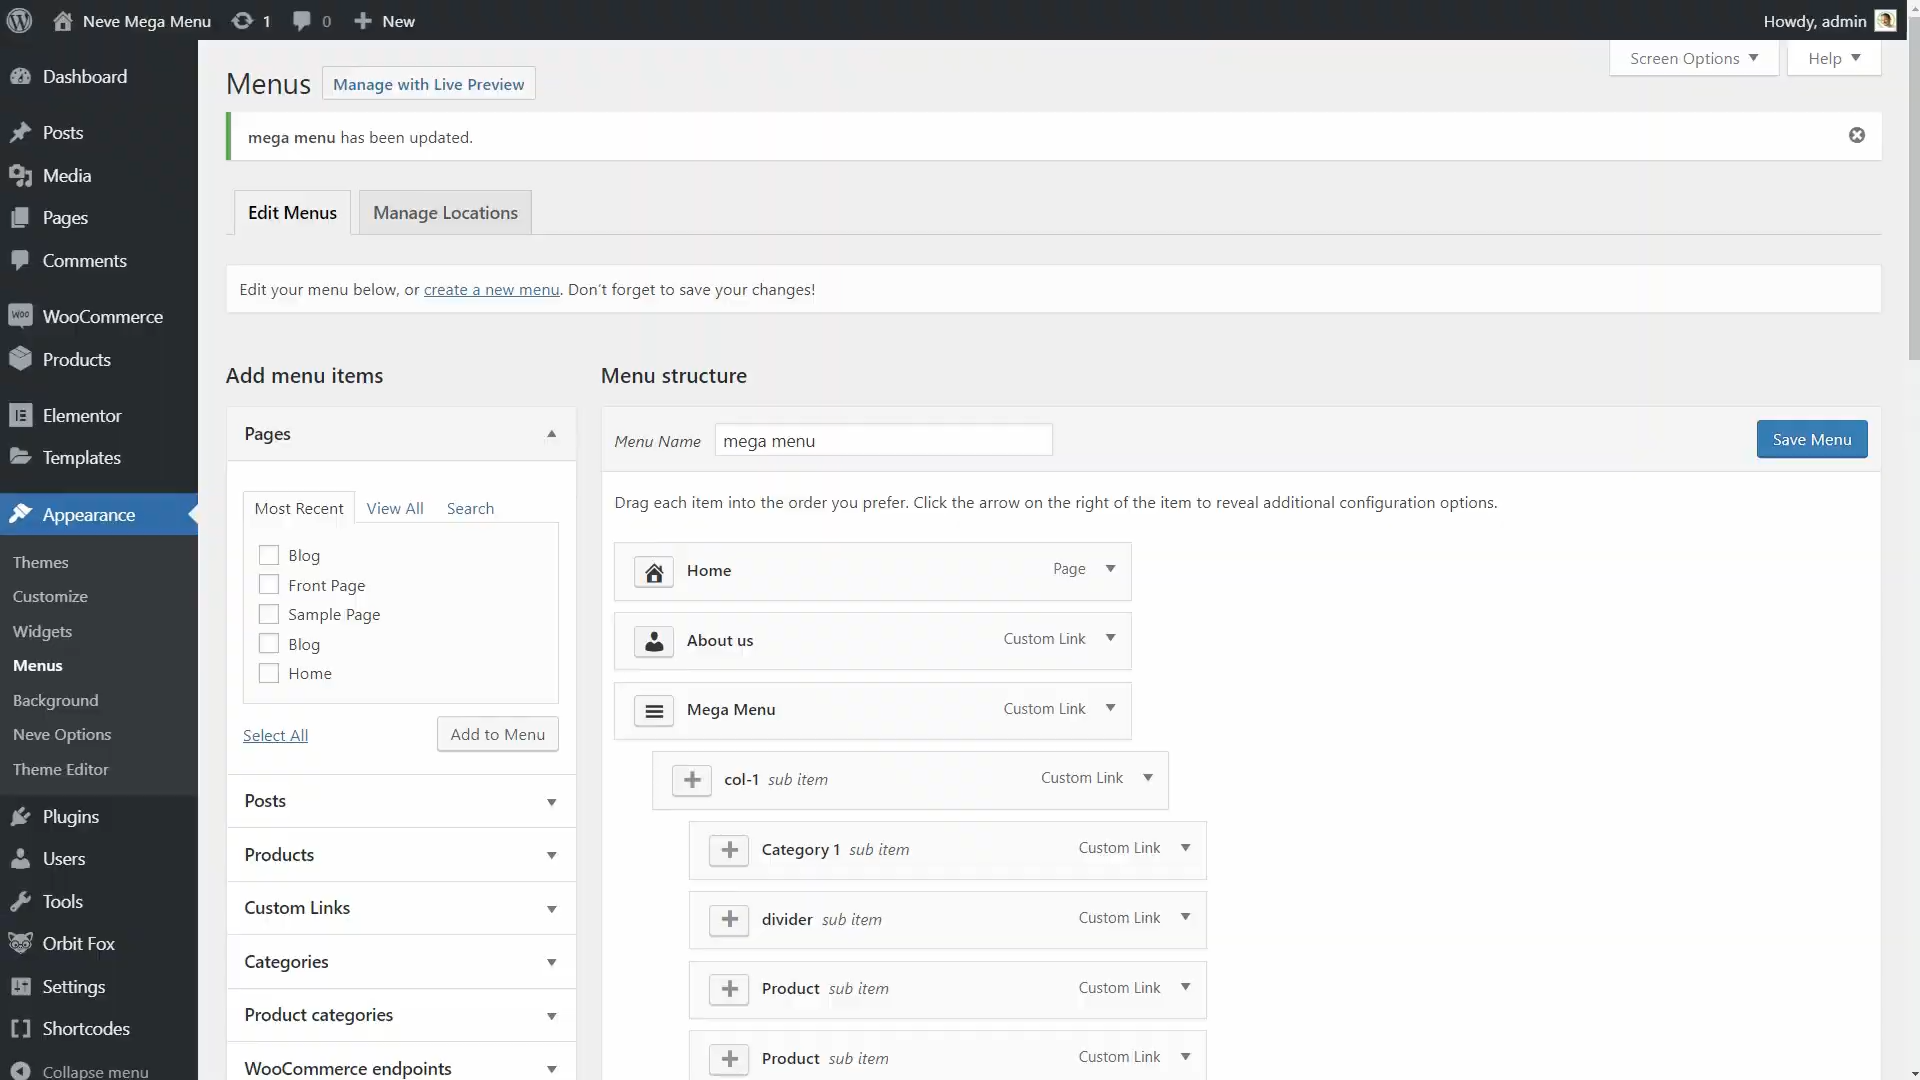 Neve Mega Menu 1 0 New Howdy, admin
Screen Options Help
Dashboard
Posts
Media
Pages
Comments
WooCommerce
Products
Elementor
Templates
Appearance
Themes
Customize
Widgets
Menus
Background
Neve Options
Theme Editor
Plugins
Users
Tools
Orbit Fox
Settings
Shortcodes
Collapse menu
Menus Manage with Live Preview
mega menu has been updated.
Edit Menus Manage Locations
Edit your menu below, or create a new menu. Don't forget to save your changes!
Add menu items
Pages
Most Recent View All Search
Blog
Front Page
Sample Page
Blog
Home
Select All Add to Menu
Posts
Products
Custom Links
Categories
Product categories
WooCommerce endpoints
Menu structure
Menu Name mega menu Save Menu
Drag each item into the order you prefer. Click the arrow on the right of the item to reveal additional configuration options.
Home Page
About us Custom Link
Mega Menu Custom Link
col-1 sub item Custom Link
Category 1 sub item Custom Link
divider sub item Custom Link
Product sub item Custom Link
Product sub item Custom Link